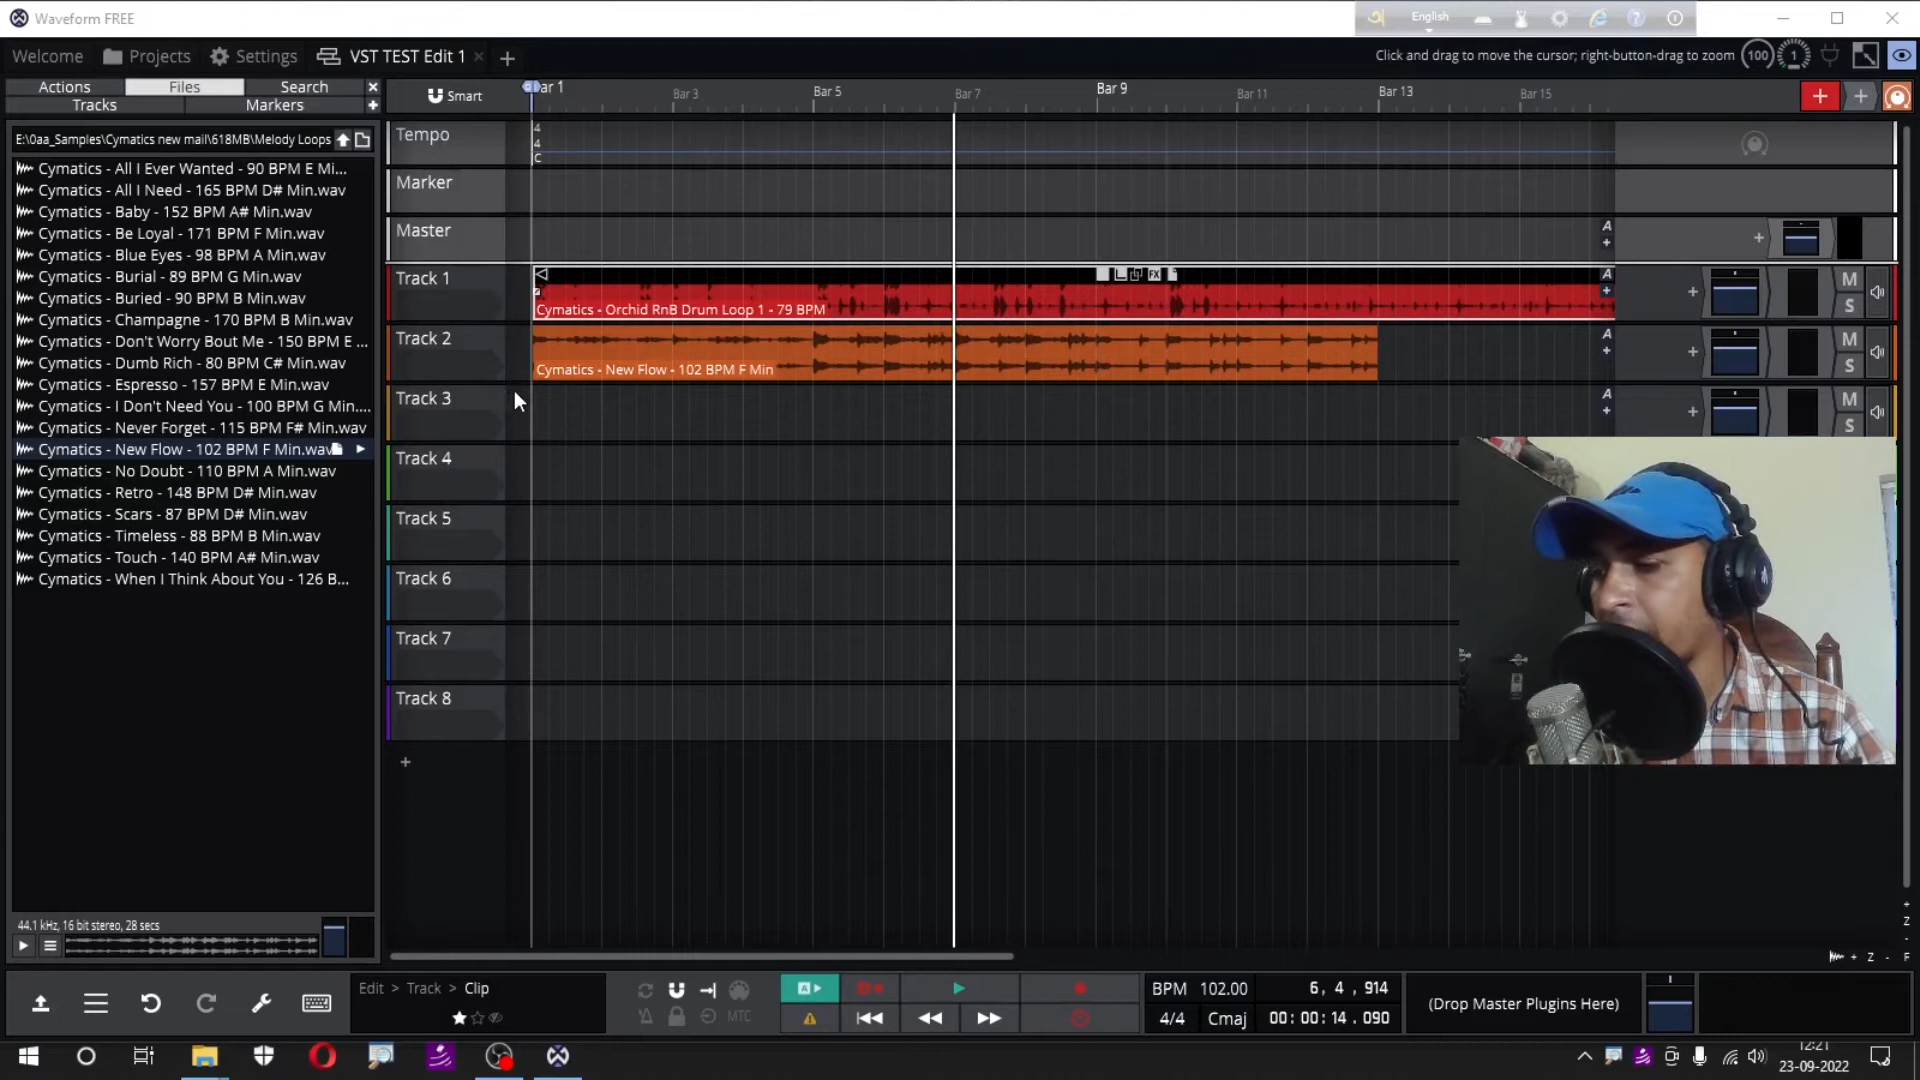 Waveform FREE
English
Welcome
Projects
Settings
VST TEST Edit 1
Click and drag to move the cursor; right-button-drag to zoom
100
1
Actions
Files
Search
Tracks
Markers
Smart
Bar 1
Bar 3
Bar 5
Bar 7
Bar 9
Bar 11
Bar 13
Bar 15
E:\0aa_Samples\Cymatics new mail\618MB\Melody Loops
Cymatics - All I Ever Wanted - 90 BPM E Mi...
Cymatics - All I Need - 165 BPM D# Min.wav
Cymatics - Baby - 152 BPM A# Min.wav
Cymatics - Be Loyal - 171 BPM F Min.wav
Cymatics - Blue Eyes - 98 BPM A Min.wav
Cymatics - Burial - 89 BPM G Min.wav
Cymatics - Buried - 90 BPM B Min.wav
Cymatics - Champagne - 170 BPM B Min.wav
Cymatics - Don't Worry Bout Me - 150 BPM E ...
Cymatics - Dumb Rich - 80 BPM C# Min.wav
Cymatics - Espresso - 157 BPM E Min.wav
Cymatics - I Don't Need You - 100 BPM G Min....
Cymatics - Never Forget - 115 BPM F# Min.wav
Cymatics - New Flow - 102 BPM F Min.wav
Cymatics - No Doubt - 110 BPM A Min.wav
Cymatics - Retro - 148 BPM D# Min.wav
Cymatics - Scars - 87 BPM D# Min.wav
Cymatics - Timeless - 88 BPM B Min.wav
Cymatics - Touch - 140 BPM A# Min.wav
Cymatics - When I Think About You - 126 B...
44.1 kHz, 16 bit stereo, 28 secs
Tempo
4
4
C
Marker
Master
A
Track 1
FX
Cymatics - Orchid RnB Drum Loop 1 - 79 BPM
A
M
S
Track 2
Cymatics - New Flow - 102 BPM F Min
A
M
S
Track 3
A
M
S
Track 4
Track 5
Track 6
Track 7
Track 8
Z
Z
F
Edit > Track > Clip
MTC
A
BPM 102.00
6, 4, 914
4/4
Cmaj
00:00:14.090
(Drop Master Plugins Here)
12:21
23-09-2022